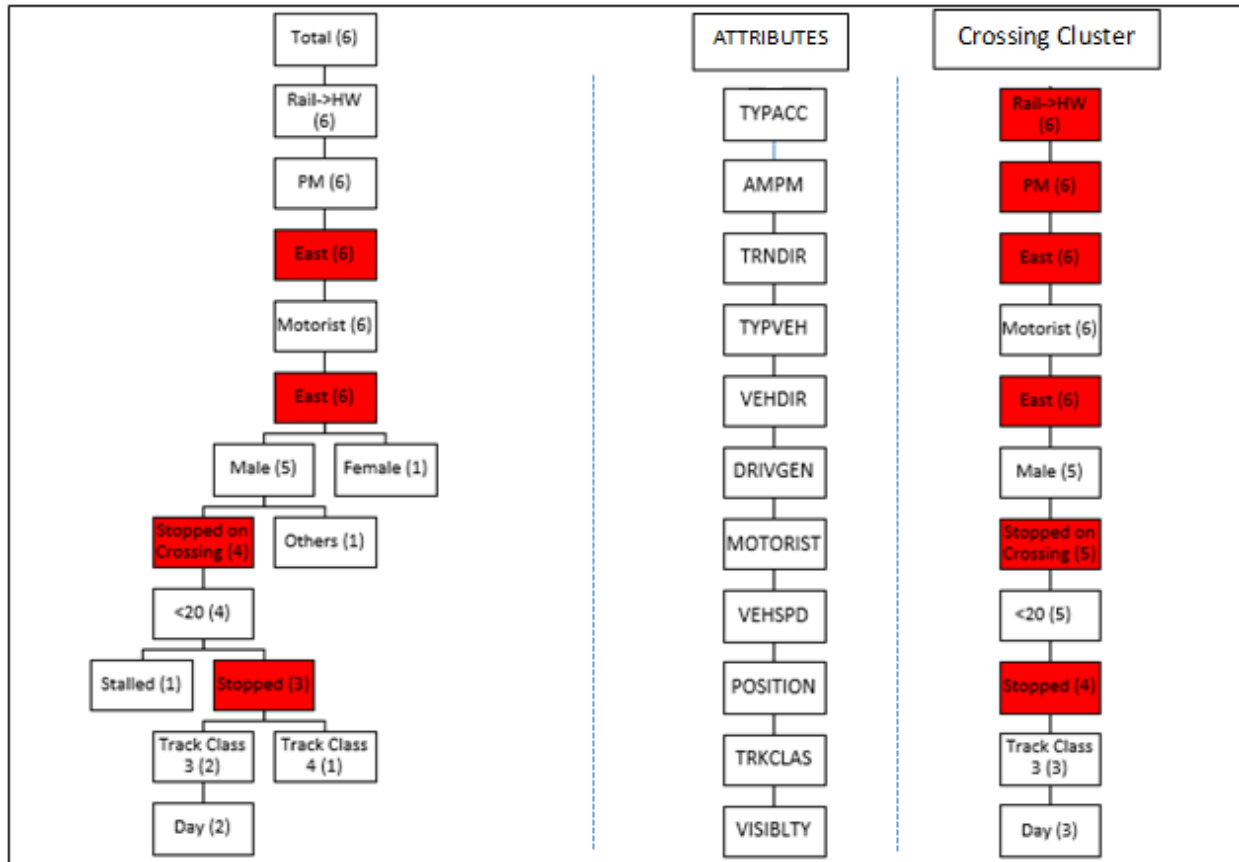 Total (6)
Rail->HW
(6)
PM (6)
East (6)
Motorist (6)
East (6)
Male (5)
Female (1)
Stopped on
Crossing (4)
Others (1)
<20 (4)
Stalled (1)
Stopped (3)
Track Class
3 (2)
Track Class
4 (1)
Day (2)
ATTRIBUTES
TYPACC
AMPM
TRNDIR
TYPVEH
VEHDIR
DRIVGEN
MOTORIST
VEHSPD
POSITION
TRKCLAS
VISIBLTY
Crossing Cluster
Rail->HW
(6)
PM (6)
East (6)
Motorist (6)
East (6)
Male (5)
Stopped on
Crossing (5)
<20 (5)
Stopped (4)
Track Class
3 (3)
Day (3)